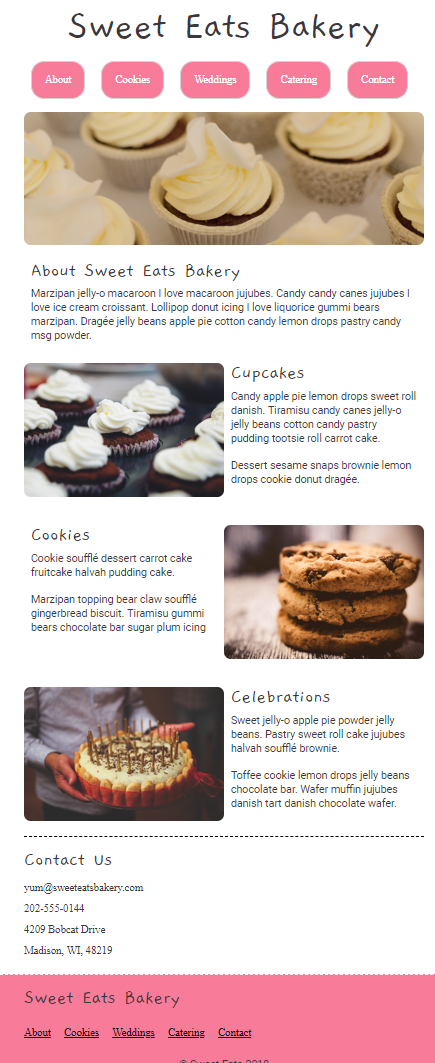 Sweet Eats Bakery
About Cookies Weddings Catering Contact
About Sweet Eats Bakery
Marzipan jelly-o macaroon I love macaroon jujubes. Candy candy canes jujubes I
love ice cream croissant. Lollipop donut icing I love liquorice gummi bears
marzipan. Dragée jelly beans apple pie cotton candy lemon drops pastry candy
msg powder.
Cupcakes
Candy apple pie lemon drops sweet roll
danish. Tiramisu candy canes jelly-o
jelly beans cotton candy pastry
pudding tootsie roll carrot cake.
Dessert sesame snaps brownie lemon
drops cookie donut dragée.
Cookies
Cookie soufflé dessert carrot cake
fruitcake halvah pudding cake.
Marzipan topping bear claw soufflé
gingerbread biscuit. Tiramisu gummi
bears chocolate bar sugar plum icing
Celebrations
Sweet jelly-o apple pie powder jelly
beans. Pastry sweet roll cake jujubes
halvah soufflé brownie.
Toffee cookie lemon drops jelly beans
chocolate bar. Wafer muffin jujubes
danish tart danish chocolate wafer.
Contact Us
yum@sweeteatsbakery.com
202-555-0144
4209 Bobcat Drive
Madison, WI, 48219
Sweet Eats Bakery
About Cookies Weddings Catering Contact
© Sweet Eats 2019